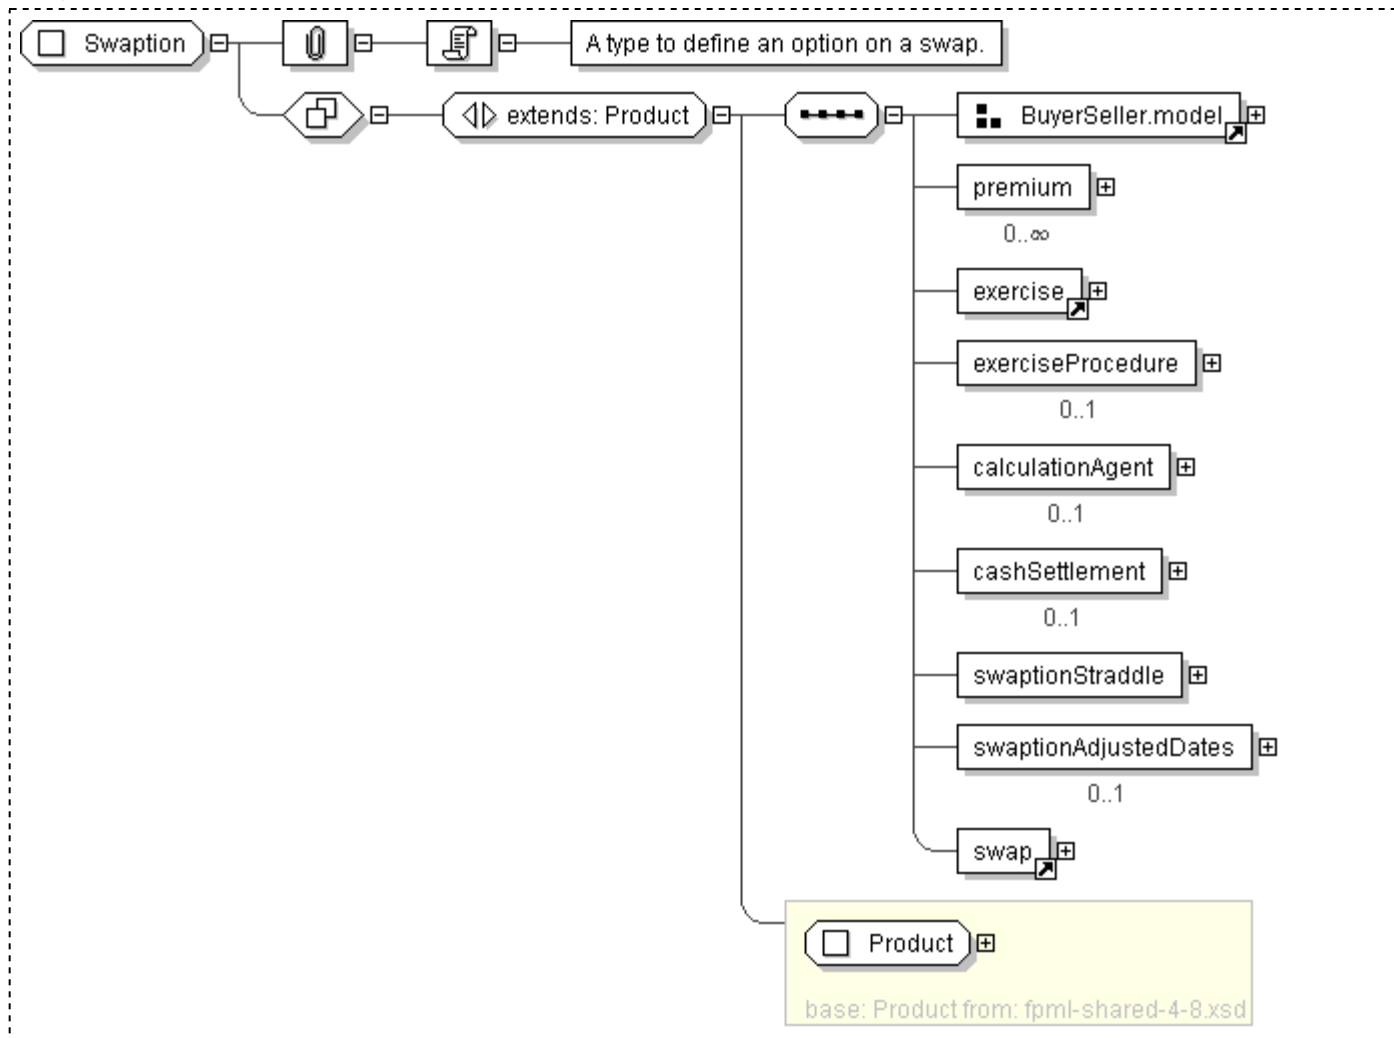 Swaption
A type to define an option on a swap.
extends: Product
BuyerSeller.model
premium
0..∞
exercise
exerciseProcedure
0..1
calculationAgent
0..1
cashSettlement
0..1
swaptionStraddle
swaptionAdjustedDates
0..1
swap
Product
base: Product from: fpml-shared-4-8.xsd